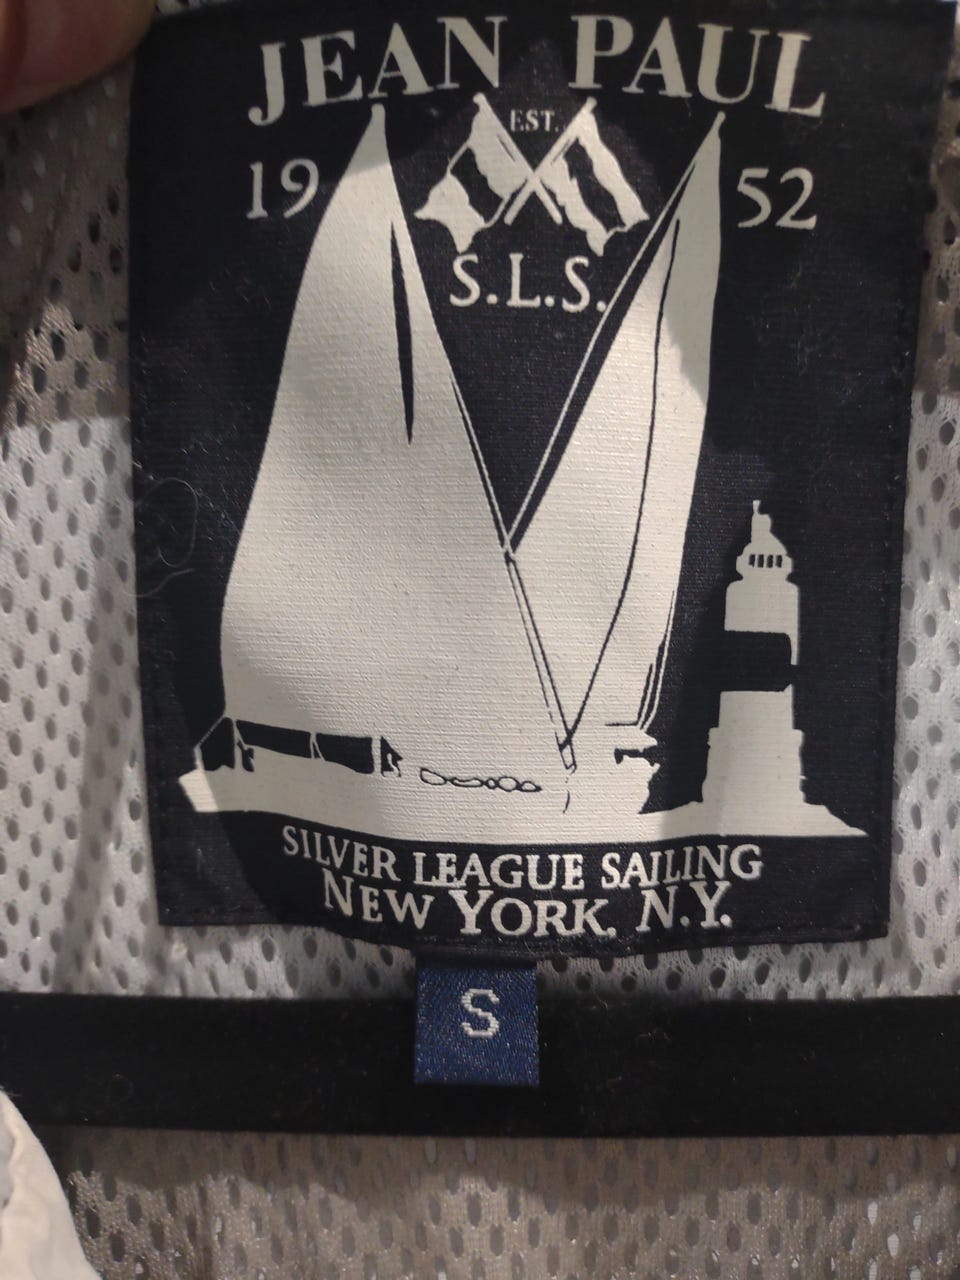 JEAN PAUL
EST.
19 52
S.L.S.
SILVER LEAGUE SAILING
NEW YORK, N.Y.
S